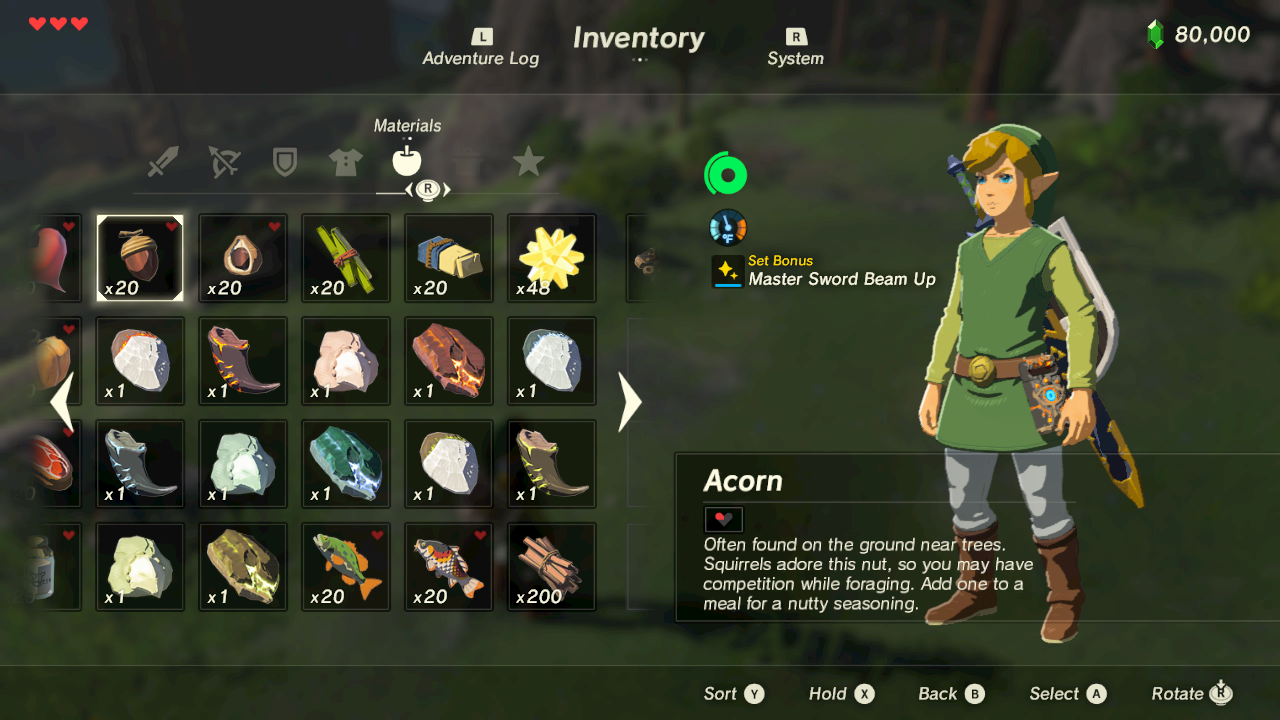 L
Inventory
R
80,000
Adventure Log
System
Materials
R
°F
Set Bonus
Master Sword Beam Up
x20
x20
x20
x20
x48
x1
x1
x1
x1
x1
x1
x1
x1
x1
x1
x1
x1
x20
x20
x200
Acorn
Often found on the ground near trees.
Squirrels adore this nut, so you may have
competition while foraging. Add one to a
meal for a nutty seasoning.
Sort Y
Hold X
Back B
Select A
Rotate R